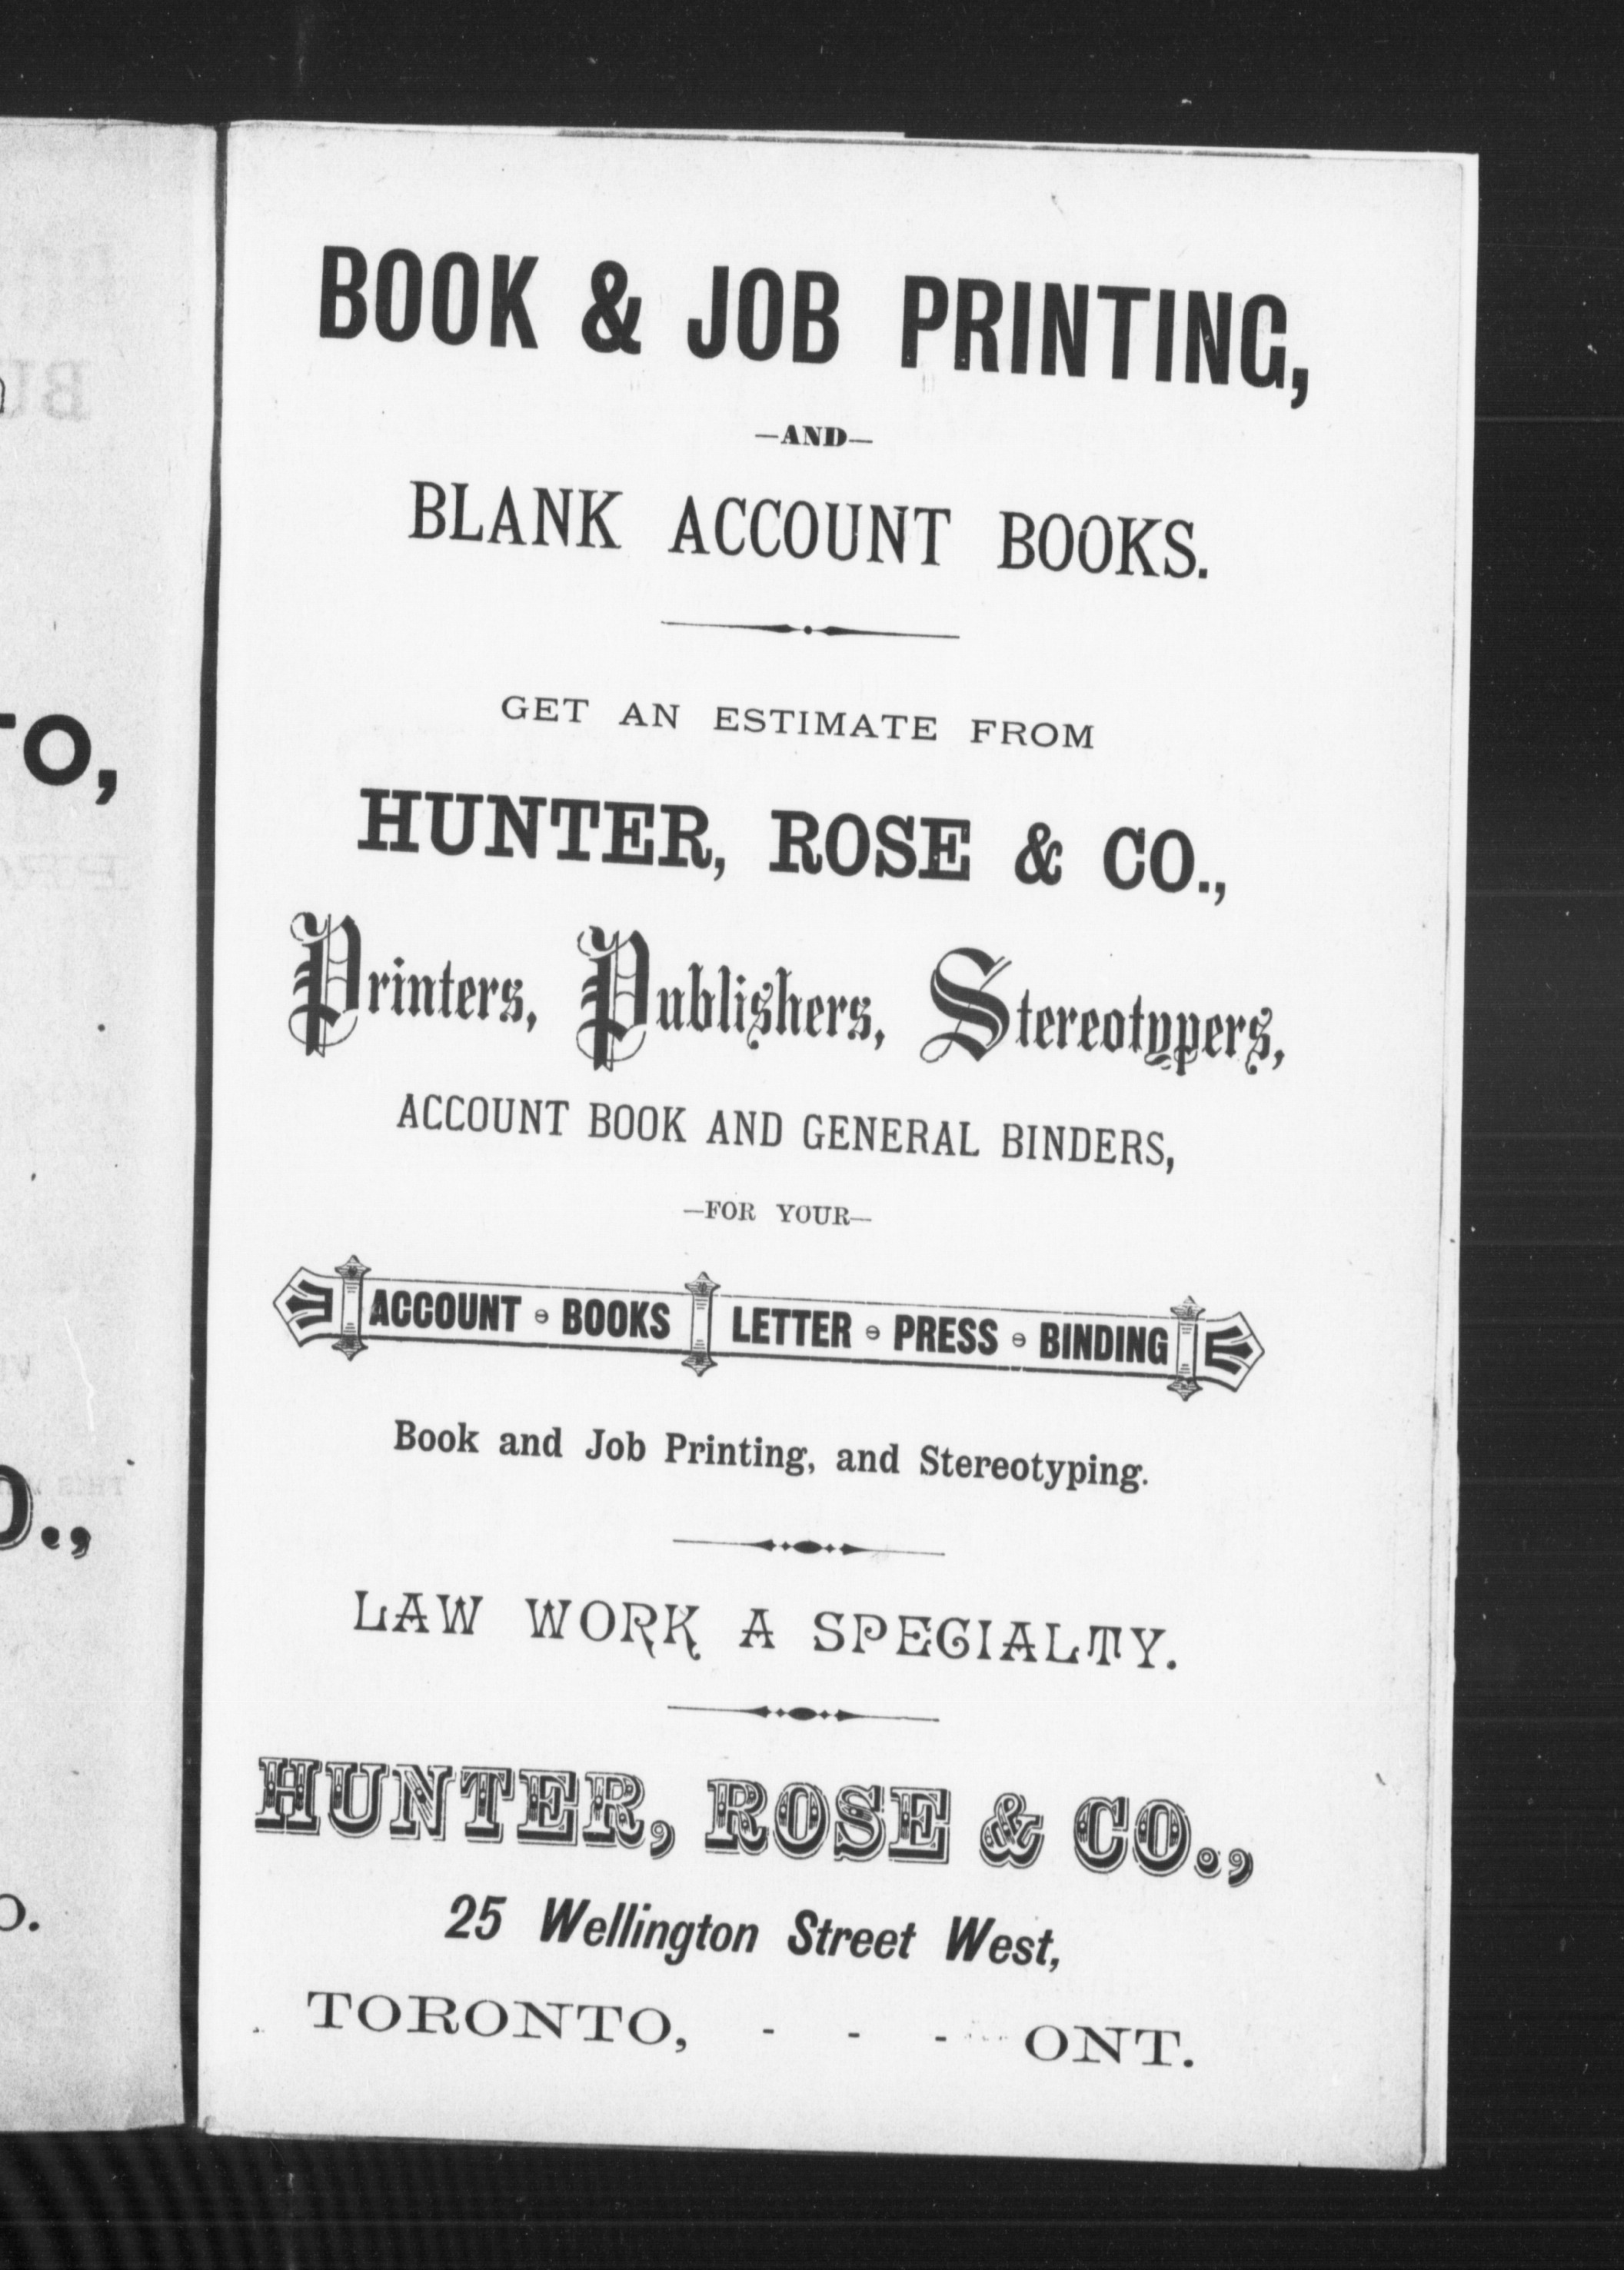 BOOK & JOB PRINTING,
—AND—
BLANK ACCOUNT BOOKS.
GET AN ESTIMATE FROM
HUNTER, ROSE & CO.,
Printers, Publishers, Stereotypers,
ACCOUNT BOOK AND GENERAL BINDERS,
—FOR YOUR—
ACCOUNT BOOKS LETTER PRESS BINDING
Book and Job Printing, and Stereotyping.
LAW WORK A SPECIALTY.
HUNTER, ROSE & CO.,
25 Wellington Street West,
TORONTO, - - - ONT.